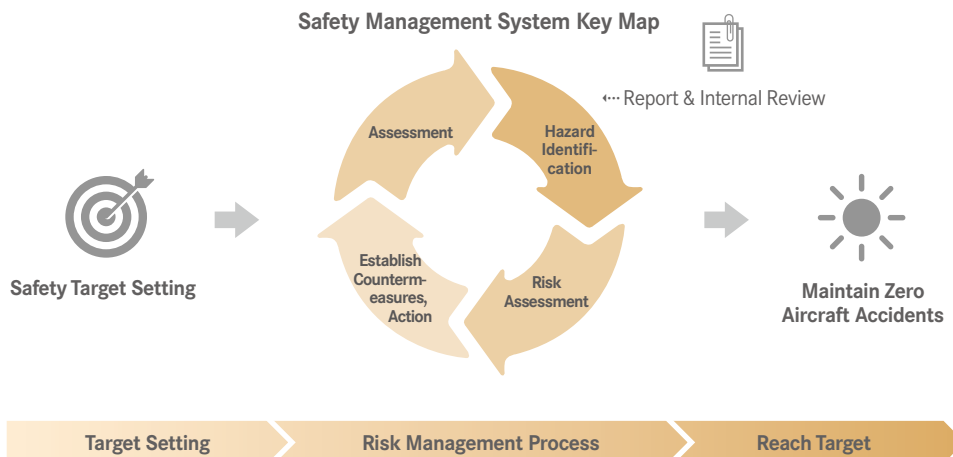 Safety Management System Key Map
Report & Internal Review
Assessment
Hazard
Identifi-
cation
Safety Target Setting
Establish
Counterm-
easures,
Action
Risk
Assessment
Maintain Zero
Aircraft Accidents
Target Setting
Risk Management Process
Reach Target